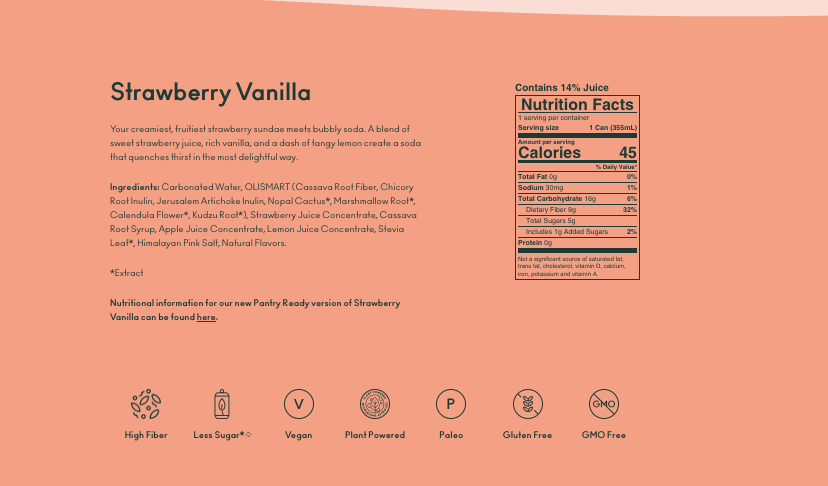 Strawberry Vanilla
Your creamiest, fruitiest strawberry sundae meets bubbly soda. A blend of
sweet strawberry juice, rich vanilla, and a dash of tangy lemon create a soda
that quenches thirst in the most delightful way.
Ingredients: Carbonated Water, OLISMART (Cassava Root Fiber, Chicory
Root Inulin, Jerusalem Artichoke Inulin, Nopal Cactus*, Marshmallow Root*,
Calendula Flower*, Kudzu Root*), Strawberry Juice Concentrate, Cassava
Root Syrup, Apple Juice Concentrate, Lemon Juice Concentrate, Stevia
Leaf*, Himalayan Pink Salt, Natural Flavors.
*Extract
Nutritional information for our new Pantry Ready version of Strawberry
Vanilla can be found here.
Contains 14% Juice
Nutrition Facts
1 serving per container
Serving size 1 Can (355mL)
Amount per serving
Calories 45
% Daily Value*
Total Fat 0g 0%
Sodium 30mg 1%
Total Carbohydrate 16g 6%
Dietary Fiber 9g 32%
Total Sugars 5g
Includes 1g Added Sugars 2%
Protein 0g
Not a significant source of saturated fat,
trans fat, cholesterol, vitamin D, calcium,
iron, potassium and vitamin A.
V
P
GMO
High Fiber
Less Sugar*
Vegan
Plant Powered
Paleo
Gluten Free
GMO Free